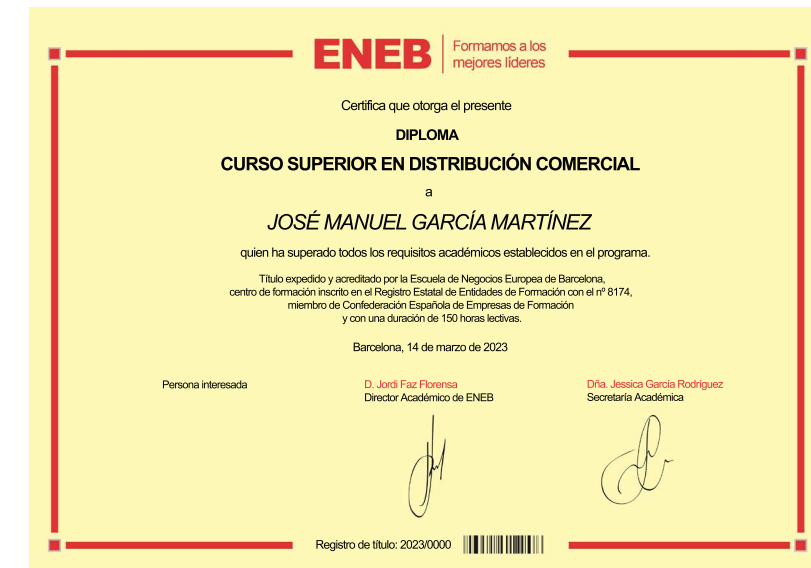 ENEB
Formamos a los
mejores líderes
Certifica que otorga el presente
DIPLOMA
CURSO SUPERIOR EN DISTRIBUCIÓN COMERCIAL
a
JOSÉ MANUEL GARCÍA MARTÍNEZ
quien ha superado todos los requisitos académicos establecidos en el programa.
Título expedido y acreditado por la Escuela de Negocios Europea de Barcelona,
centro de formación inscrito en el Registro Estatal de Entidades de Formación con el nº 8174,
miembro de Confederación Española de Empresas de Formación
y con una duración de 150 horas lectivas.
Barcelona, 14 de marzo de 2023
Persona interesada
D. Jordi Faz Florensa
Director Académico de ENEB
Dña. Jessica García Rodríguez
Secretaría Académica
Registro de título: 2023/0000